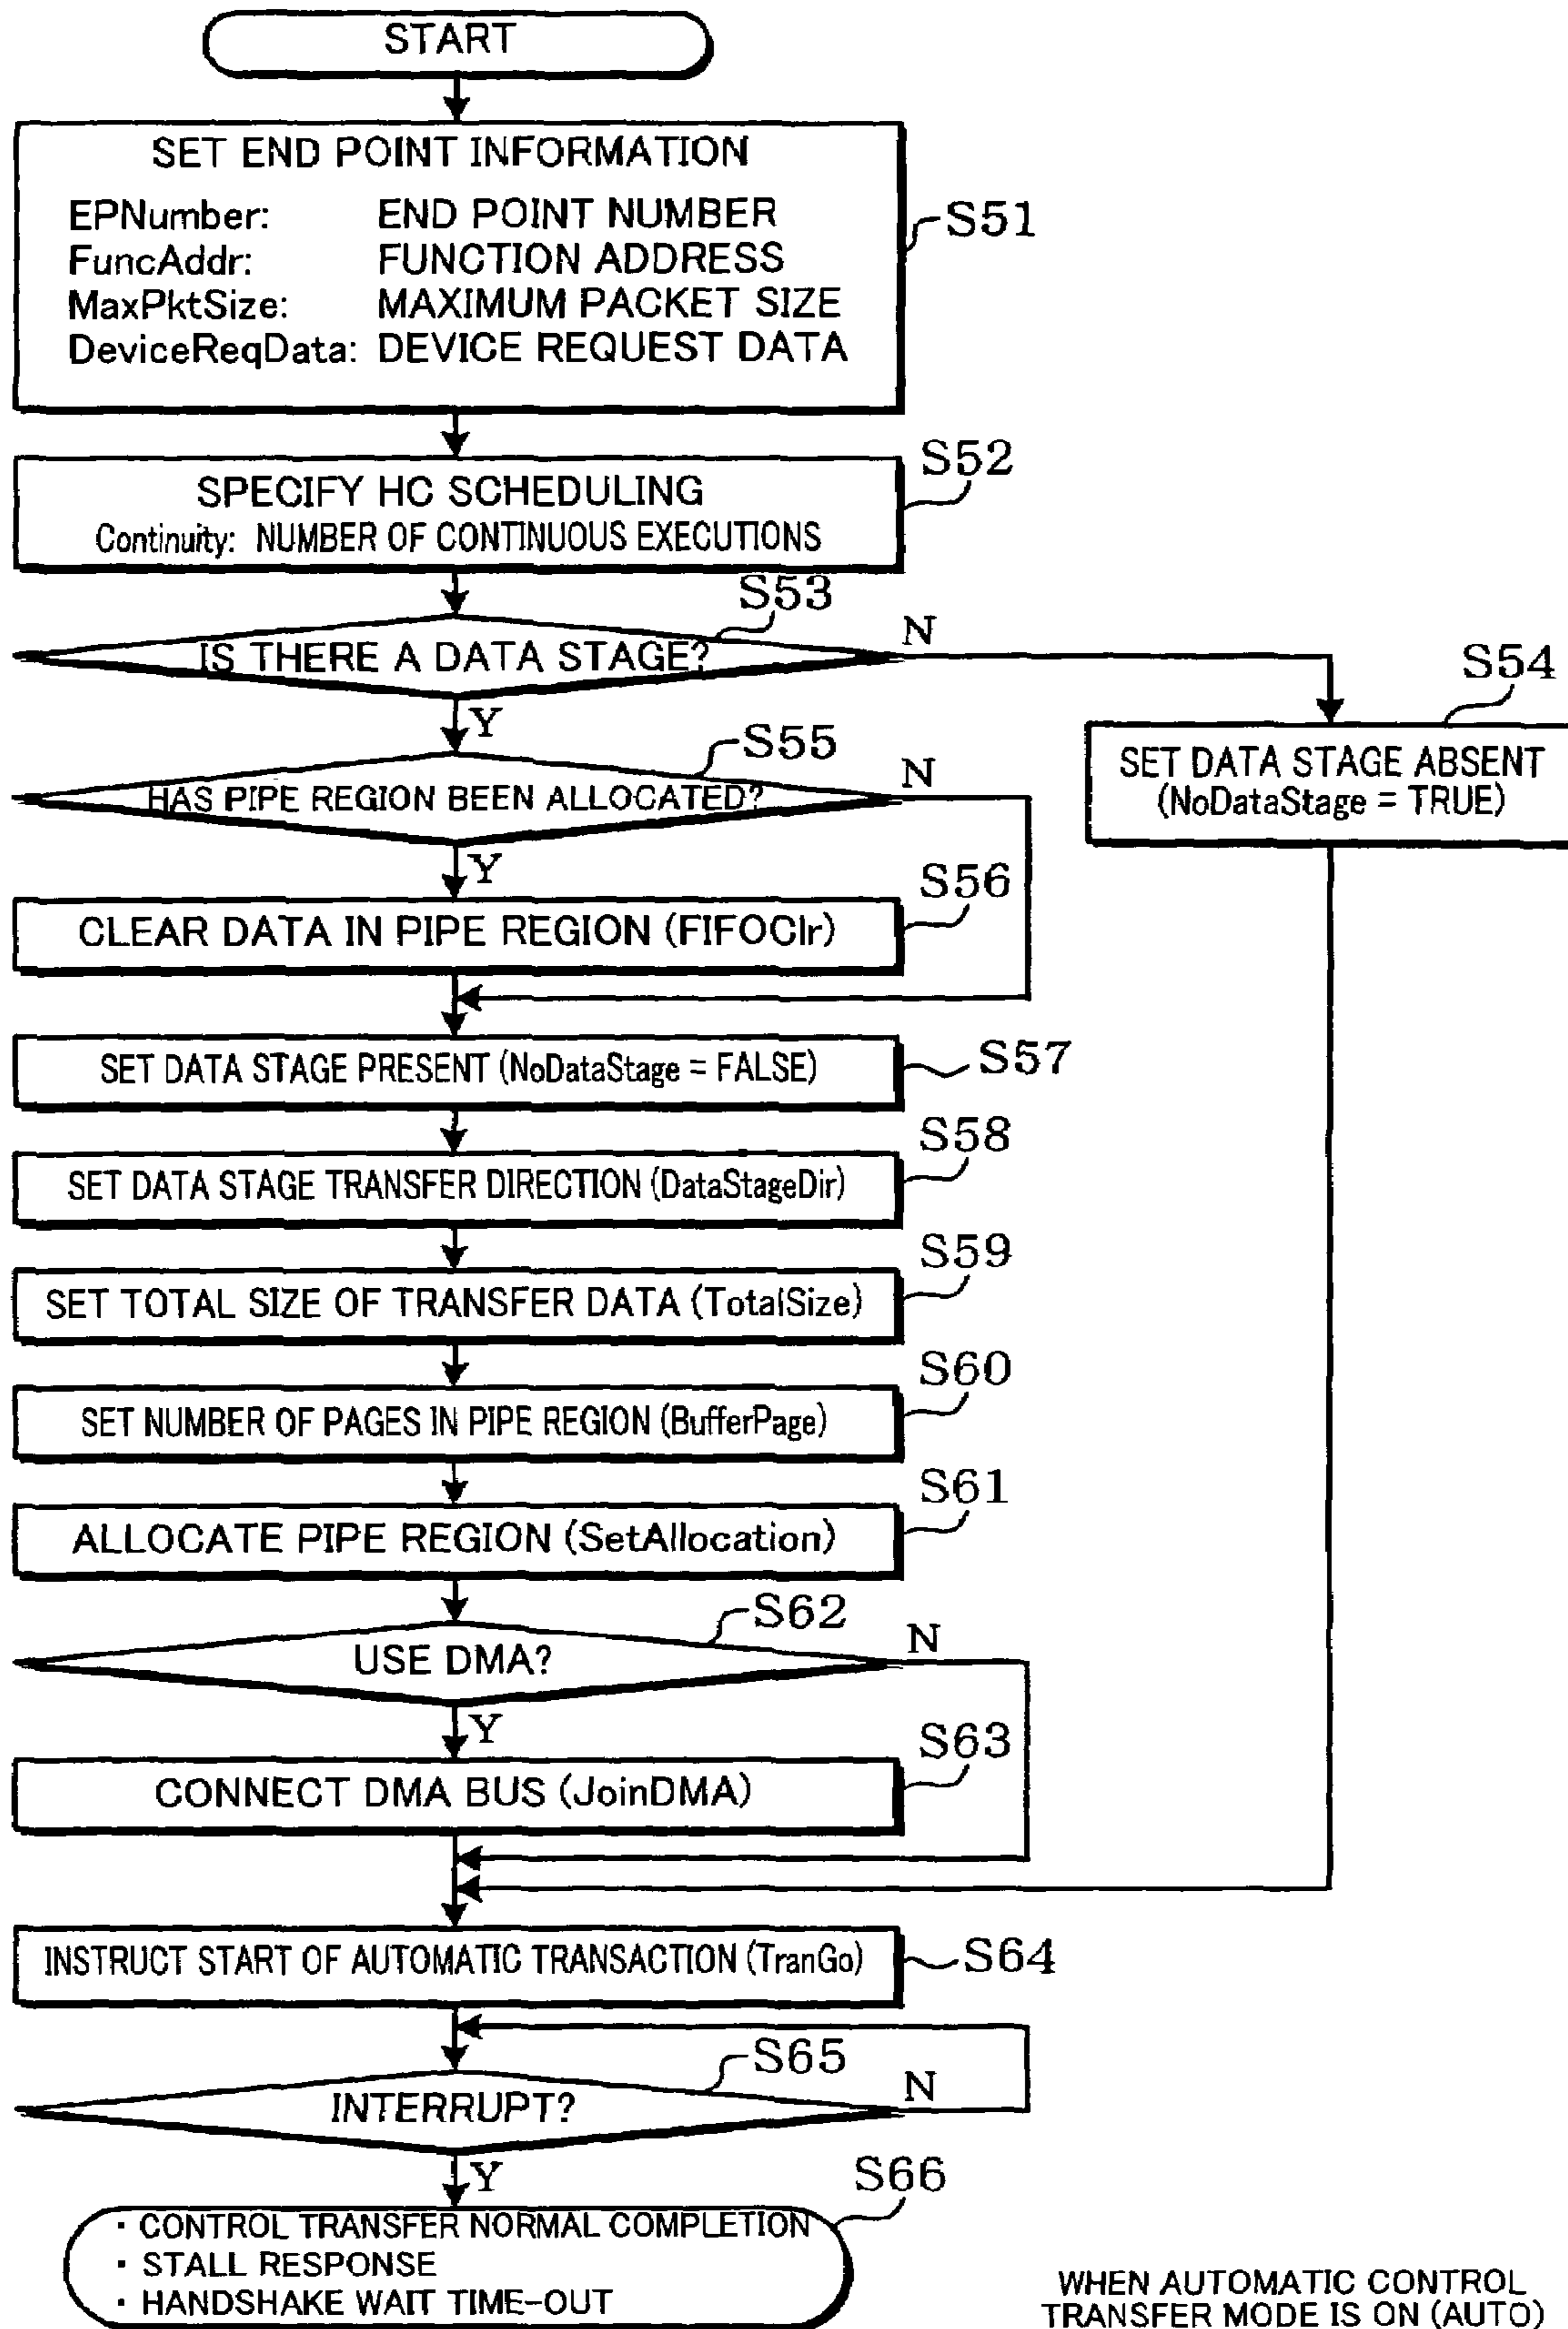 START
SET END POINT INFORMATION
EPNumber: END POINT NUMBER
FuncAddr: FUNCTION ADDRESS
MaxPktSize: MAXIMUM PACKET SIZE
DeviceReqData: DEVICE REQUEST DATA
S51
S52
SPECIFY HC SCHEDULING
Continuity: NUMBER OF CONTINUOUS EXECUTIONS
S53
IS THERE A DATA STAGE?
N
Y
S54
SET DATA STAGE ABSENT
(NoDataStage = TRUE)
S55
HAS PIPE REGION BEEN ALLOCATED?
N
Y
S56
CLEAR DATA IN PIPE REGION (FIFOClr)
SET DATA STAGE PRESENT (NoDataStage = FALSE)
S57
S58
SET DATA STAGE TRANSFER DIRECTION (DataStageDir)
S59
SET TOTAL SIZE OF TRANSFER DATA (TotalSize)
S60
SET NUMBER OF PAGES IN PIPE REGION (BufferPage)
S61
ALLOCATE PIPE REGION (SetAllocation)
S62
USE DMA?
N
Y
S63
CONNECT DMA BUS (JoinDMA)
INSTRUCT START OF AUTOMATIC TRANSACTION (TranGo)
S64
S65
INTERRUPT?
N
Y
S66
· CONTROL TRANSFER NORMAL COMPLETION
· STALL RESPONSE
· HANDSHAKE WAIT TIME-OUT
WHEN AUTOMATIC CONTROL
TRANSFER MODE IS ON (AUTO)